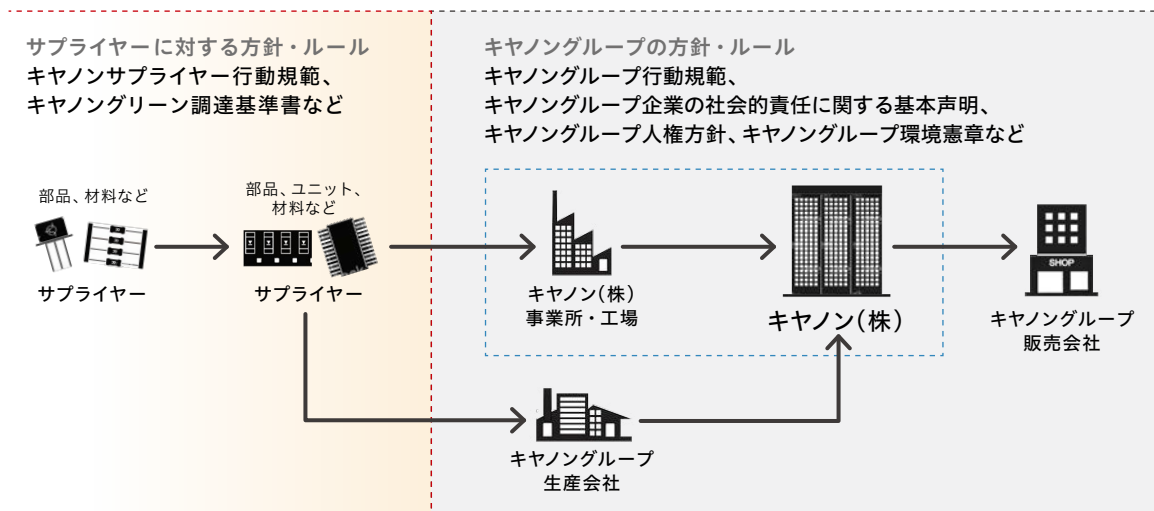 サプライヤーに対する方針・ルール
キヤノンサプライヤー行動規範、
キヤノングリーン調達基準書など
キヤノングループの方針・ルール
キヤノングループ行動規範、
キヤノングループ企業の社会的責任に関する基本声明、
キヤノングループ人権方針、キヤノングループ環境憲章など
部品、材料など
サプライヤー
部品、ユニット、
材料など
サプライヤー
キヤノン(株)
事業所・工場
キヤノン(株)
SHOP
キヤノングループ
販売会社
キヤノングループ
生産会社